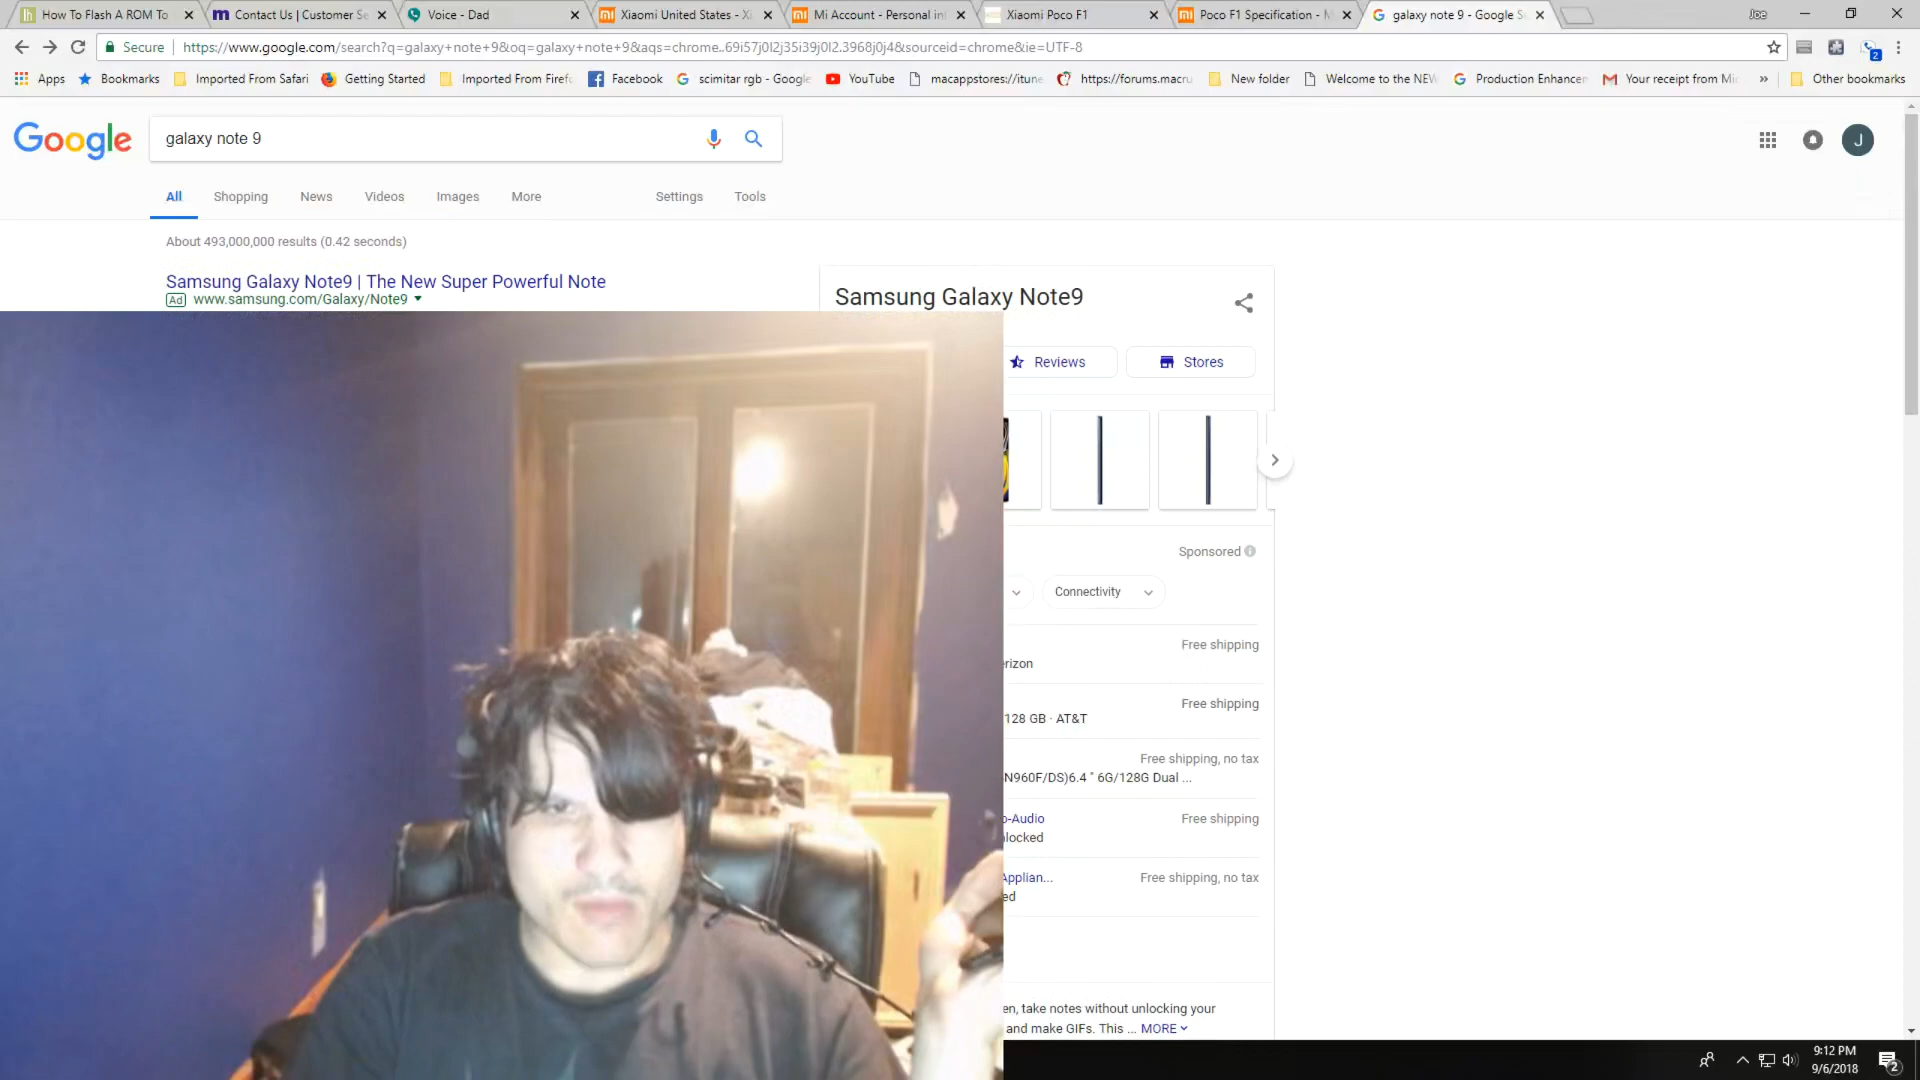 How To Flash A ROM To
Contact Us | Customer Se
Voice - Dad
Xiaomi United States - Xi
Mi Account - Personal in
Xiaomi Poco F1
Poco F1 Specification - M
galaxy note 9 - Google S
Joe
Secure
https://www.google.com/search?q=galaxy+note+9&oq=galaxy+note+9&aqs=chrome..69i57j0l2j35i39j0l2.3968j0j4&sourceid=chrome&ie=UTF-8
2
Apps
Bookmarks
Imported From Safari
Getting Started
Imported From Firefo
Facebook
scimitar rgb - Google
YouTube
macappstores://itune
https://forums.macru
New folder
Welcome to the NEW
Production Enhancer
Your receipt from Mi
Other bookmarks
Google
galaxy note 9
J
All
Shopping
News
Videos
Images
More
Settings
Tools
About 493,000,000 results (0.42 seconds)
Samsung Galaxy Note9 | The New Super Powerful Note
Ad www.samsung.com/Galaxy/Note9
Samsung Galaxy Note9
Reviews
Stores
Sponsored
Connectivity
Free shipping
erizon
Free shipping
128 GB · AT&T
Free shipping, no tax
N960F/DS)6.4 " 6G/128G Dual ...
o-Audio
Free shipping
locked
Applian...
Free shipping, no tax
ed
en, take notes without unlocking your
and make GIFs. This ... MORE
9:12 PM
9/6/2018
2